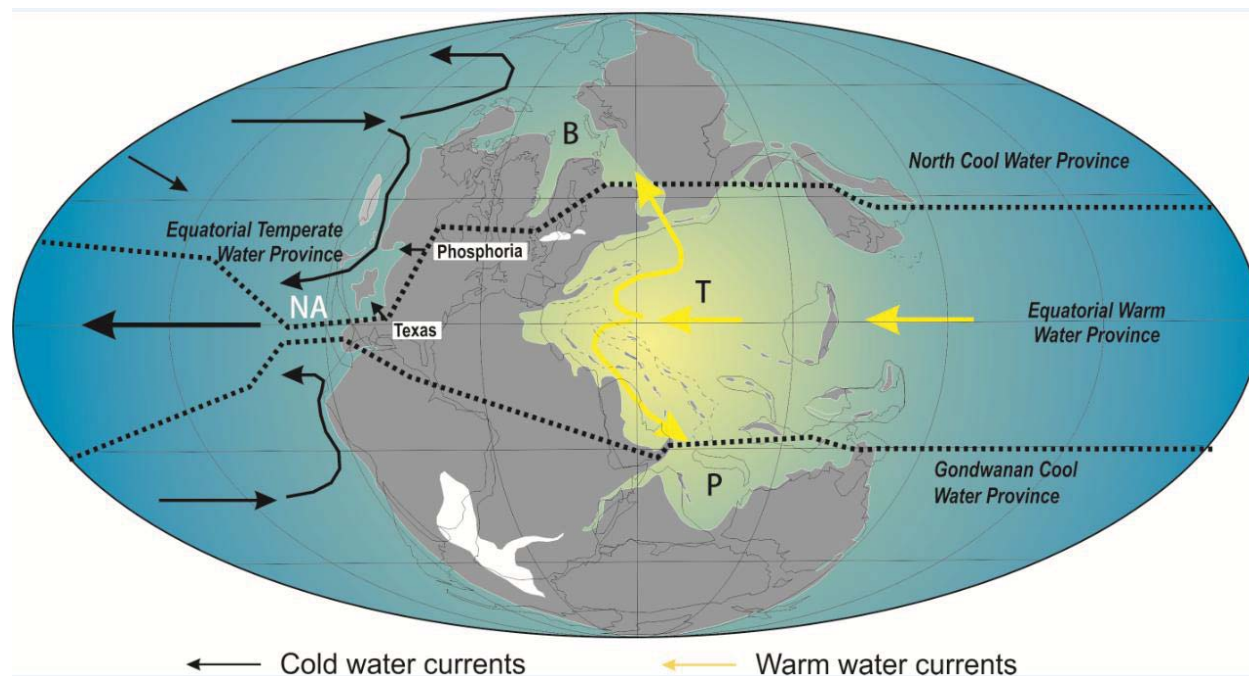 B
North Cool Water Province
Equatorial Temperate
Water Province
Phosphoria
NA
T
Texas
Equatorial Warm
Water Province
P
Gondwanan Cool
Water Province
Cold water currents
Warm water currents